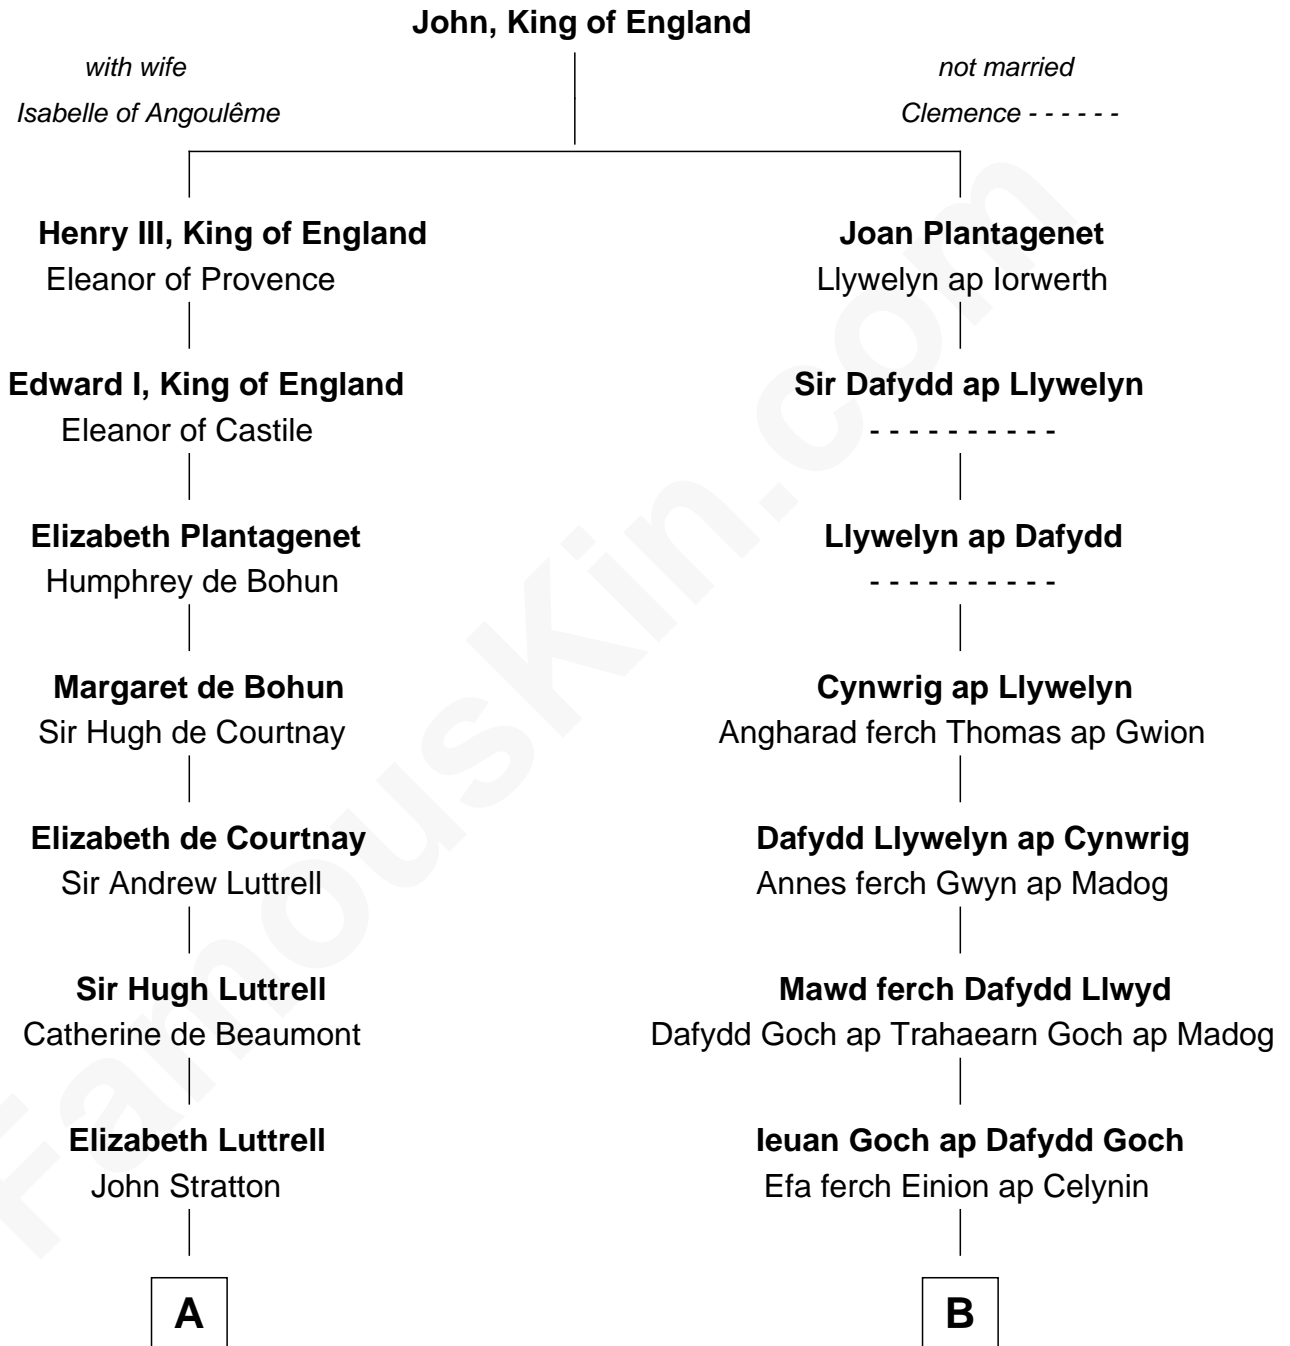 John, King of England
with wife
Isabelle of Angoulême
not married
Clemence - - - - - -
Henry III, King of England
Eleanor of Provence
Edward I, King of England
Eleanor of Castile
Elizabeth Plantagenet
Humphrey de Bohun
Margaret de Bohun
Sir Hugh de Courtnay
Elizabeth de Courtnay
Sir Andrew Luttrell
Sir Hugh Luttrell
Catherine de Beaumont
Elizabeth Luttrell
John Stratton
A
Joan Plantagenet
Llywelyn ap Iorwerth
Sir Dafydd ap Llywelyn
- - - - - - - - - -
Llywelyn ap Dafydd
- - - - - - - - - -
Cynwrig ap Llywelyn
Angharad ferch Thomas ap Gwion
Dafydd Llywelyn ap Cynwrig
Annes ferch Gwyn ap Madog
Mawd ferch Dafydd Llwyd
Dafydd Goch ap Trahaearn Goch ap Madog
Ieuan Goch ap Dafydd Goch
Efa ferch Einion ap Celynin
B
FamousKin.com